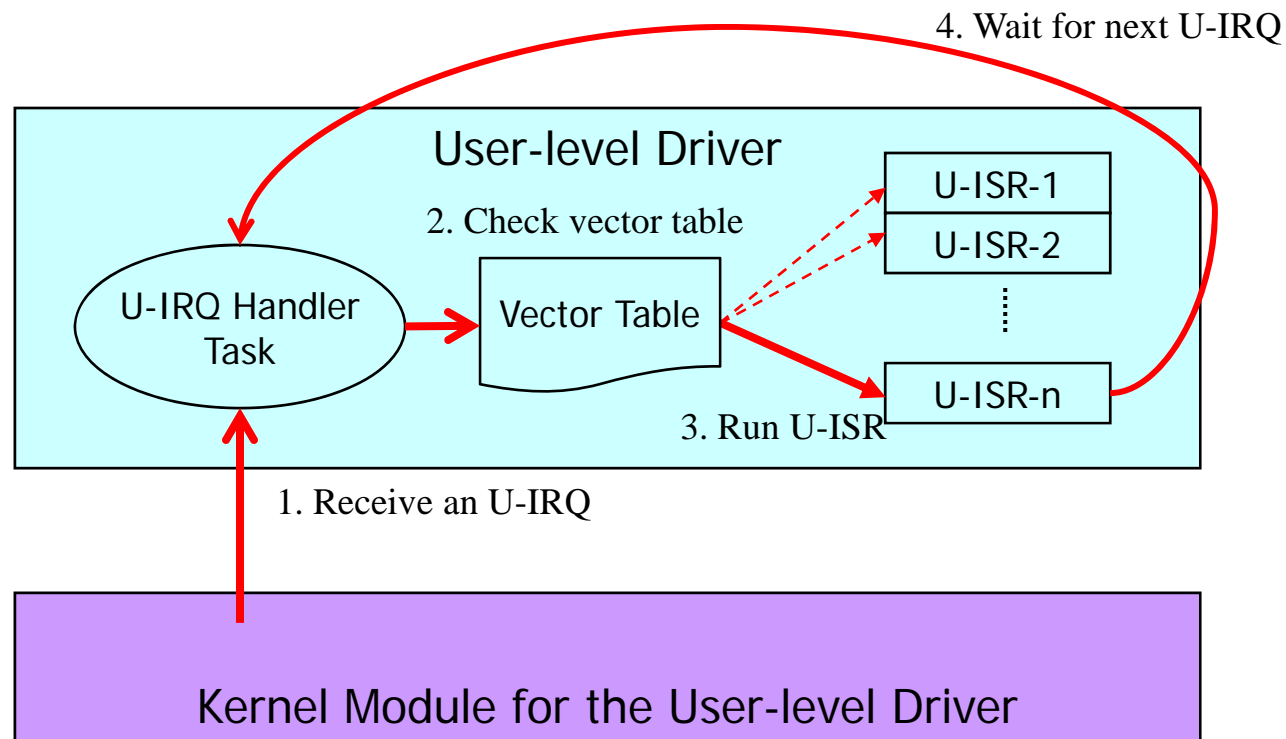 4. Wait for next U-IRQ
User-level Driver
U-ISR-1
2. Check vector table
U-ISR-2
U-IRQ Handler
Task
Vector Table
U-ISR-n
3. Run U-ISR
1. Receive an U-IRQ
Kernel Module for the User-level Driver